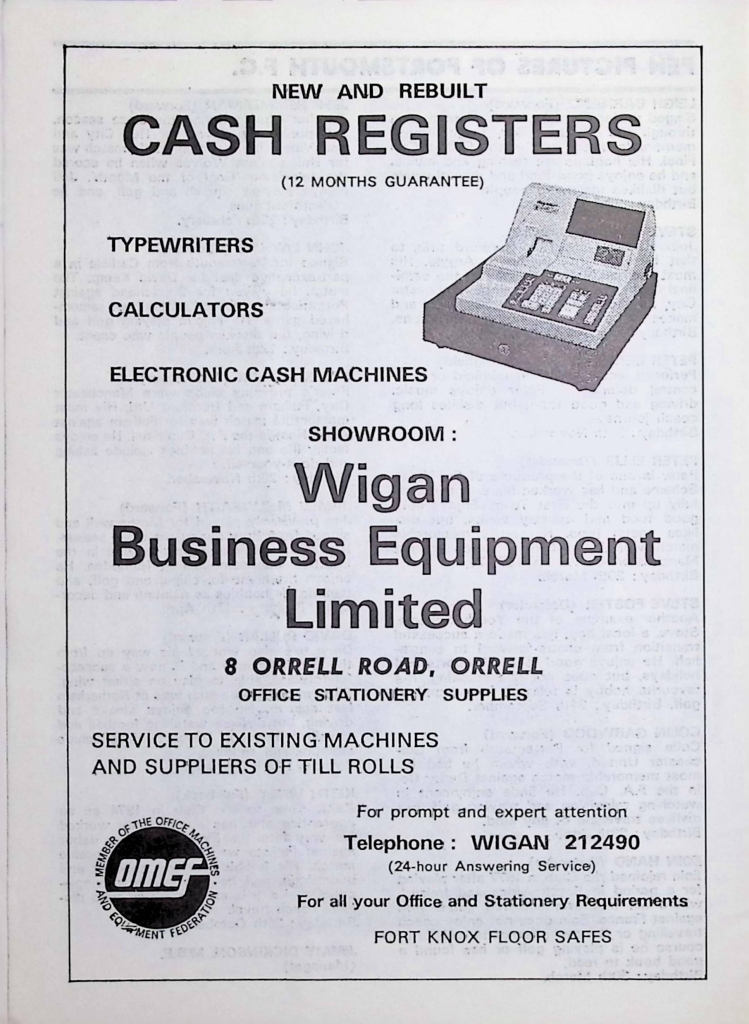 NEW AND REBUILT
CASH REGISTERS
(12 MONTHS GUARANTEE)
TYPEWRITERS
CALCULATORS
ELECTRONIC CASH MACHINES
SHOWROOM :
Wigan
Business Equipment
Limited
8 ORRELL ROAD, ORRELL
OFFICE STATIONERY SUPPLIES
SERVICE TO EXISTING MACHINES
AND SUPPLIERS OF TILL ROLLS
For prompt and expert attention
Telephone : WIGAN 212490
(24-hour Answering Service)
For all your Office and Stationery Requirements
FORT KNOX FLOOR SAFES
MEMBER OF THE OFFICE MACHINES
omef
AND EQUIPMENT FEDERATION